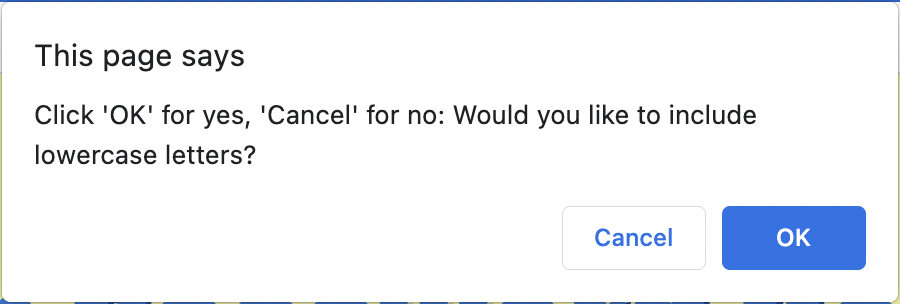 This page says
Click 'OK' for yes, 'Cancel' for no: Would you like to include
lowercase letters?
Cancel
OK